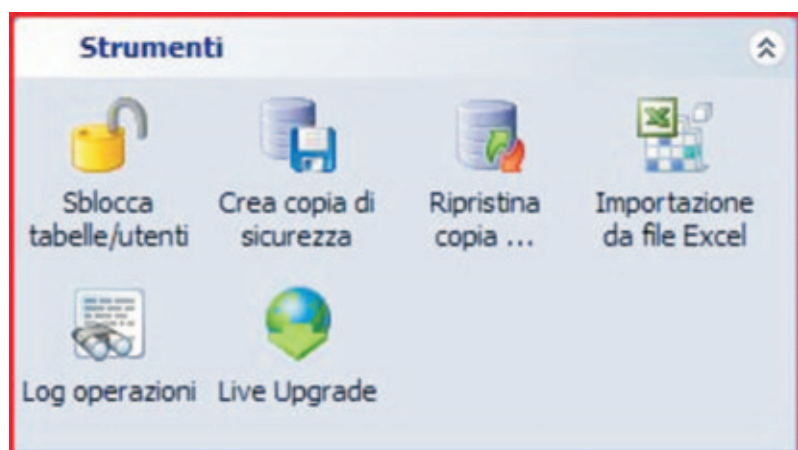 Strumenti
Sblocca
tabelle/utenti
Crea copia di
sicurezza
Ripristina
copia ...
Importazione
da file Excel
Log operazioni
Live Upgrade